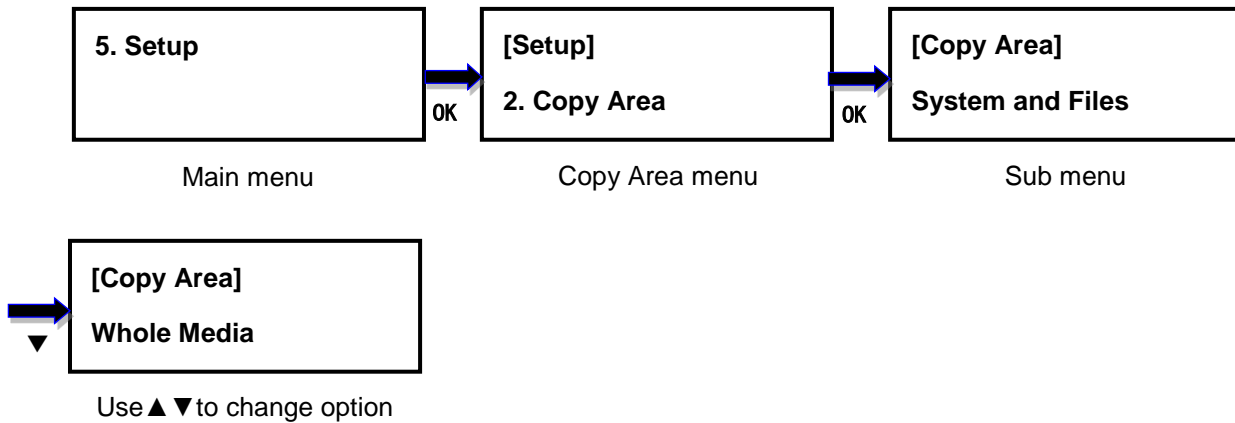 5. Setup
OK
[Setup]
2. Copy Area
OK
[Copy Area]
System and Files
Main menu
Copy Area menu
Sub menu
▼
[Copy Area]
Whole Media
Use▲▼to change option